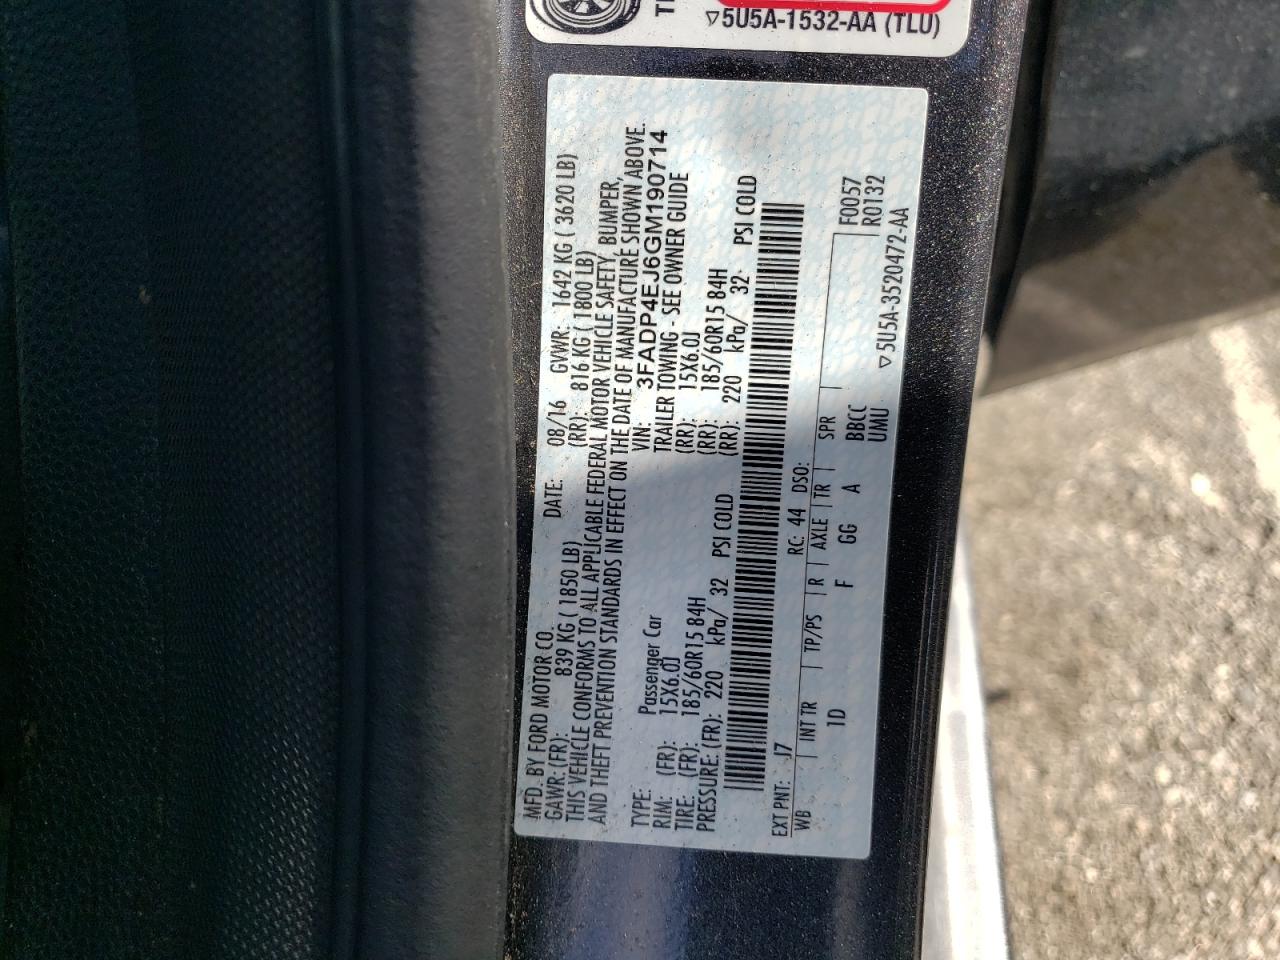 TI
▽5U5A-1532-AA (TLU)
MFD. BY FORD MOTOR CO. DATE: 08/16 GVWR: 1642 KG ( 3620 LB)
GAWR: (FR): 839 KG ( 1850 LB) (RR): 816 KG ( 1800 LB)
THIS VEHICLE CONFORMS TO ALL APPLICABLE FEDERAL MOTOR VEHICLE SAFETY, BUMPER,
AND THEFT PREVENTION STANDARDS IN EFFECT ON THE DATE OF MANUFACTURE SHOWN ABOVE.
VIN: 3FADP4EJ6GM190714
TYPE: Passenger Car TRAILER TOWING - SEE OWNER GUIDE
RIM: (FR): 15X6.0J (RR): 15X6.0J
TIRE: (FR): 185/60R15 84H (RR): 185/60R15 84H
PRESSURE: (FR): 220 kPa/ 32 PSI COLD (RR): 220 kPa/ 32 PSI COLD
EXT PNT: J7 RC: 44 DSO:
WB INT TR TP/PS R AXLE TR SPR F0057
1D F GG A BBCC R0132
UMU
▽5U5A-3520472-AA